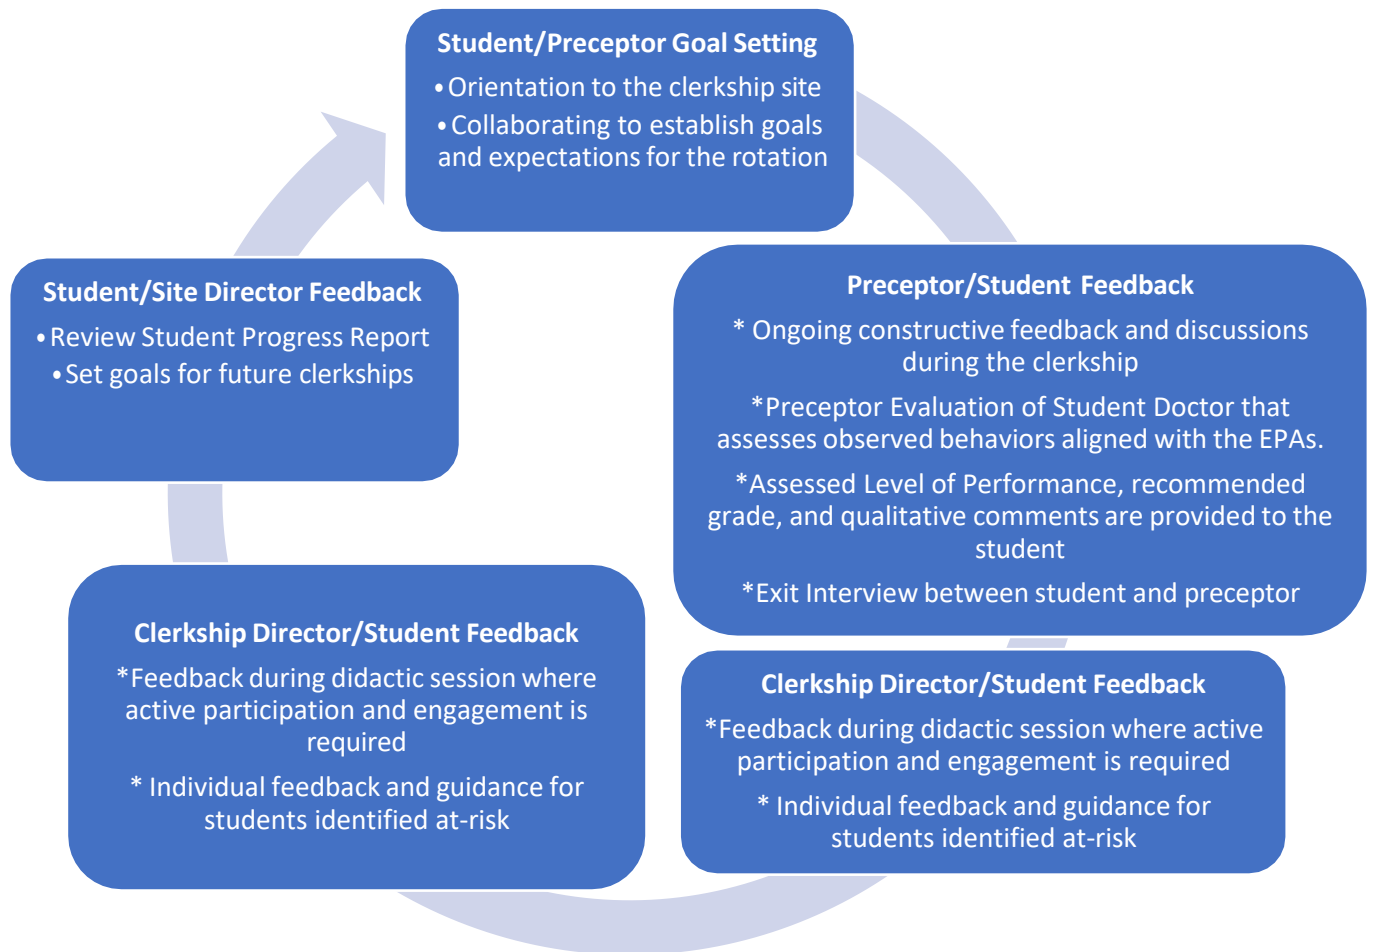 Student/Preceptor Goal Setting
• Orientation to the clerkship site
• Collaborating to establish goals
and expectations for the rotation
Preceptor/Student Feedback
* Ongoing constructive feedback and discussions
during the clerkship
*Preceptor Evaluation of Student Doctor that
assesses observed behaviors aligned with the EPAs.
*Assessed Level of Performance, recommended
grade, and qualitative comments are provided to the
student
*Exit Interview between student and preceptor
Clerkship Director/Student Feedback
*Feedback during didactic session where active
participation and engagement is required
* Individual feedback and guidance for
students identified at-risk
Clerkship Director/Student Feedback
*Feedback during didactic session where
active participation and engagement is
required
* Individual feedback and guidance for
students identified at-risk
Student/Site Director Feedback
• Review Student Progress Report
• Set goals for future clerkships